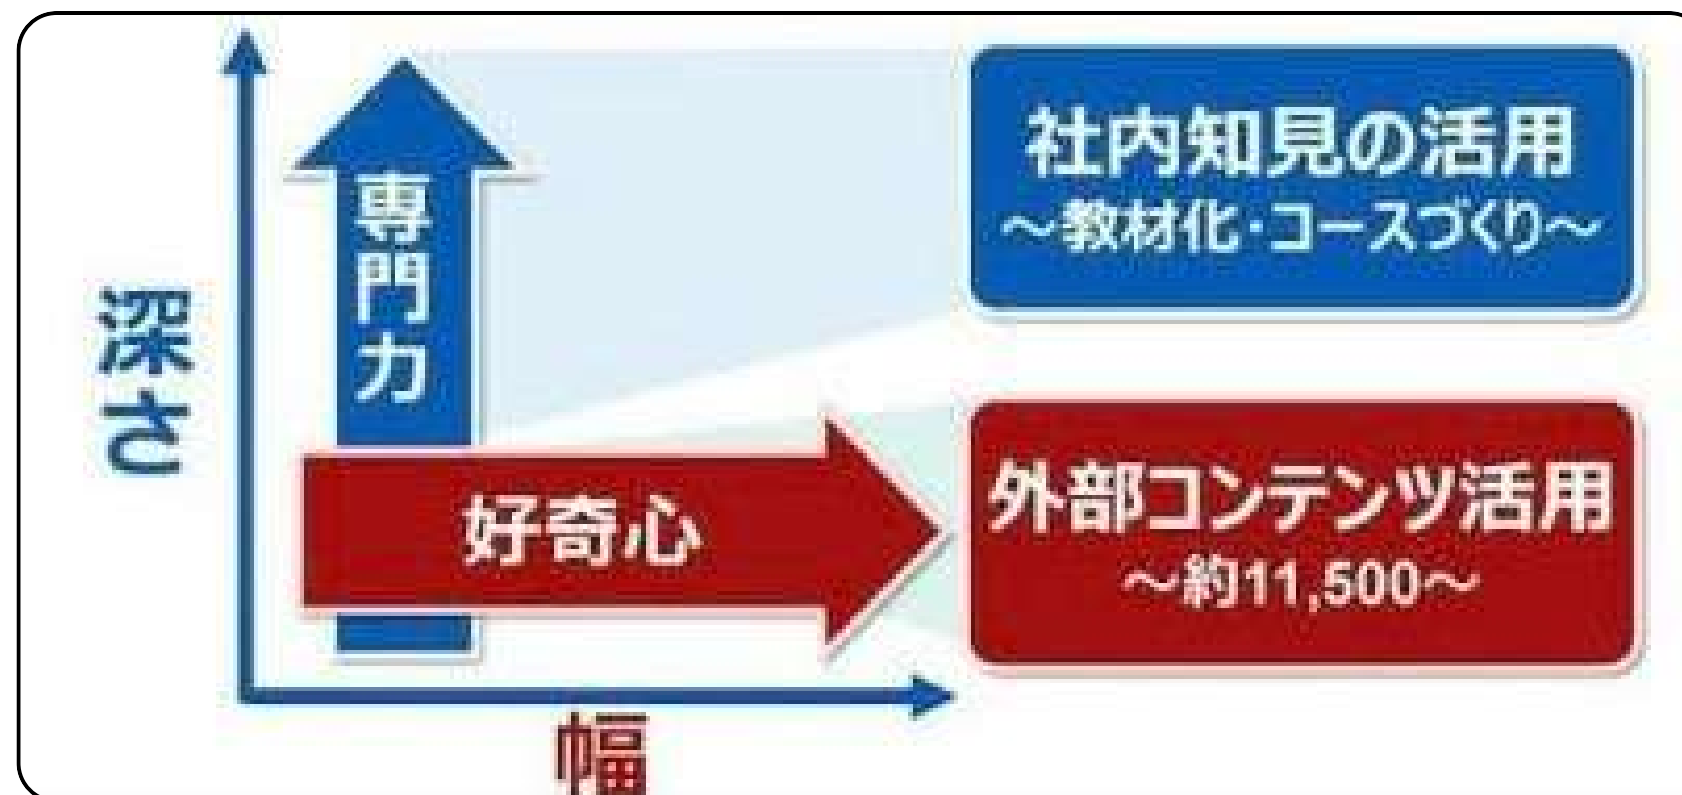 深さ
専門力
好奇心
幅
社内知見の活用
～教材化･コースづくり～
外部コンテンツ活用
～約11,500～